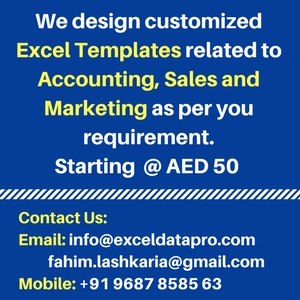 We design customized
Excel Templates related to
Accounting, Sales and
Marketing as per you
requirement.
Starting @ AED 50
Contact Us:
Email: info@exceldatapro.com
fahim.lashkaria@gmail.com
Mobile: +91 9687 8585 63